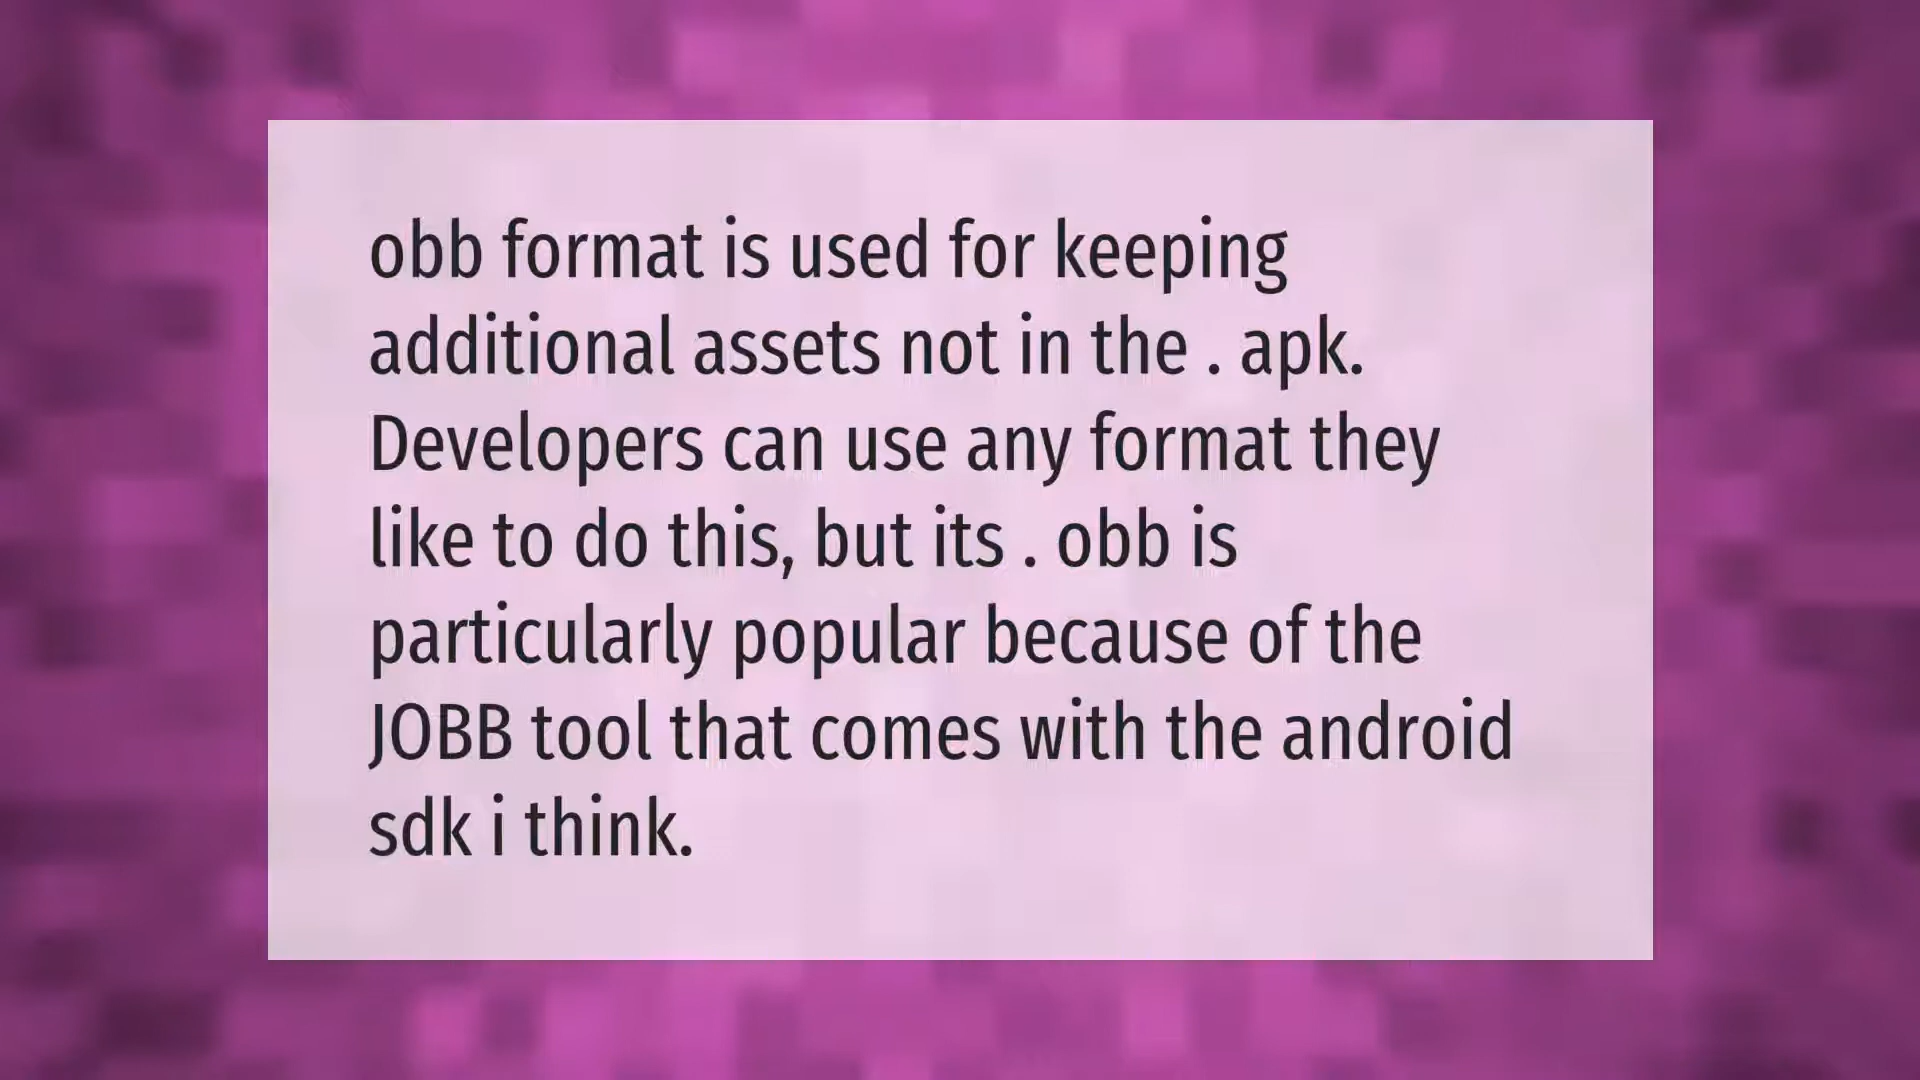 obb format is used for keeping
additional assets not in the . apk.
Developers can use any format they
like to do this, but its . obb is
particularly popular because of the
JOBB tool that comes with the android
sdk i think.